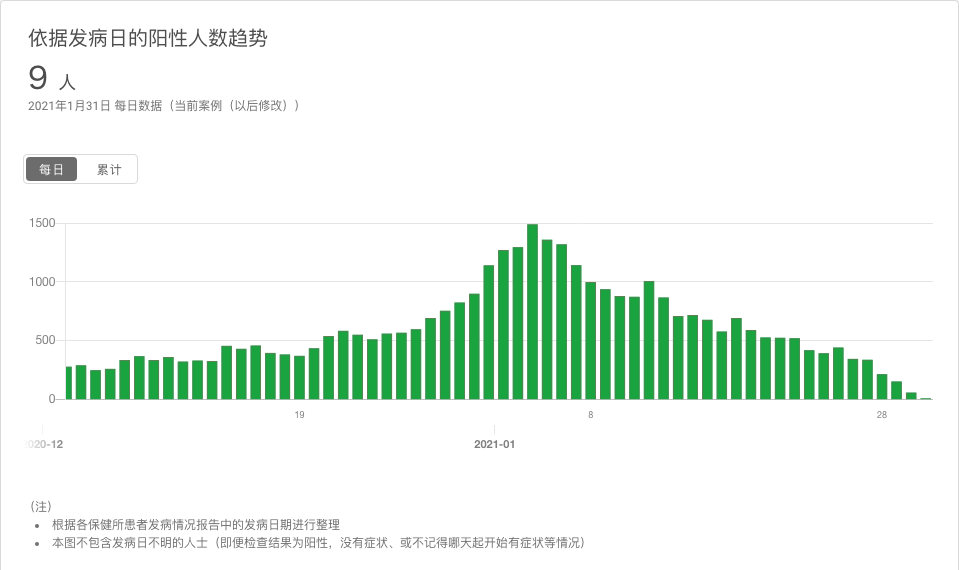 依据发病日的阳性人数趋势
9 人
2021年1月31日 每日数据（当前案例（以后修改））
每日 累计
1500
1000
500
0
19 8 28
2020-12 2021-01
（注）
• 根据各保健所患者发病情况报告中的发病日期进行整理
• 本图不包含发病日不明的人士（即便检查结果为阳性，没有症状、或不记得哪天起开始有症状等情况）